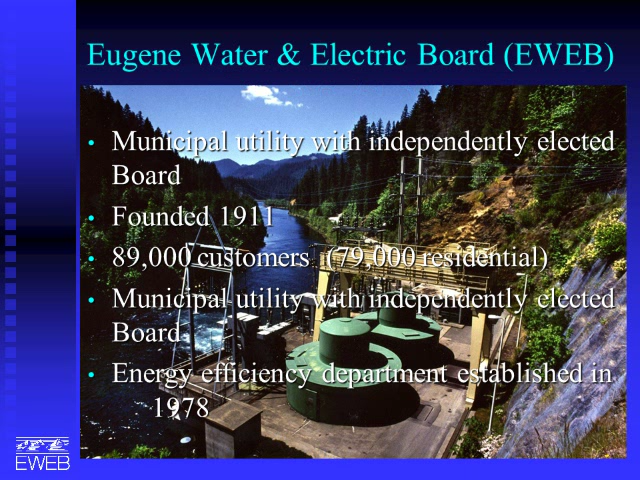 Eugene Water & Electric Board (EWEB)
• Municipal utility with independently elected
Board
• Founded 1911
• 89,000 customers (79,000 residential)
• Municipal utility with independently elected
Board
• Energy efficiency department established in
1978
EWEB